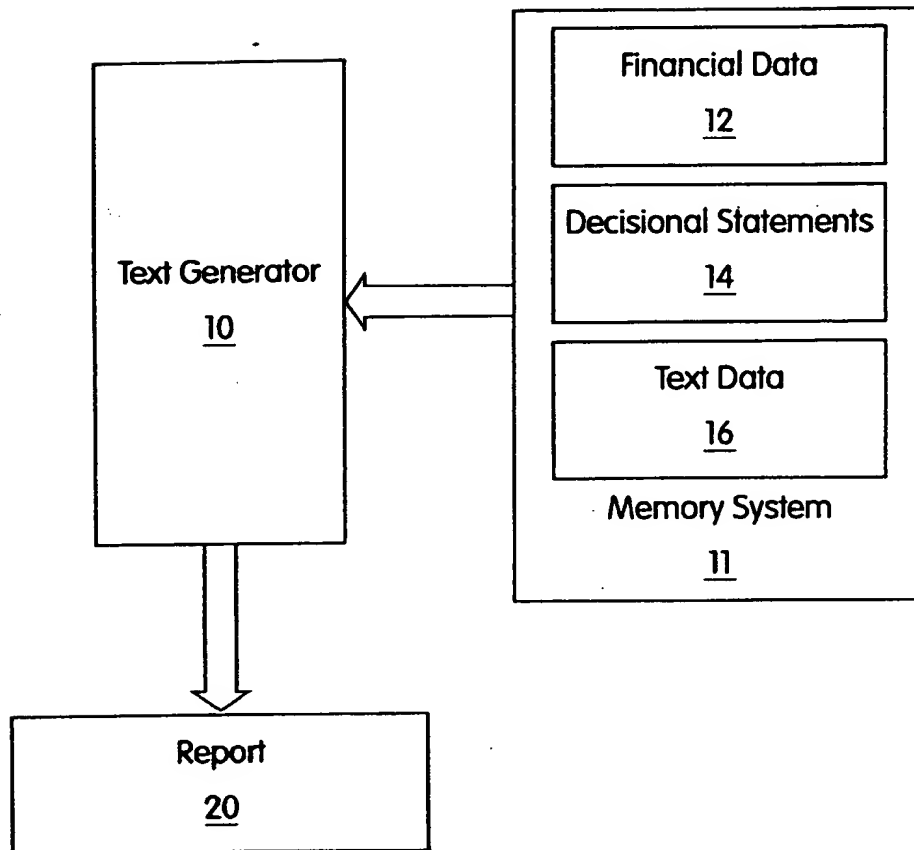 Financial Data
12
Decisional Statements
14
Text Data
16
Memory System
11
Text Generator
10
Report
20